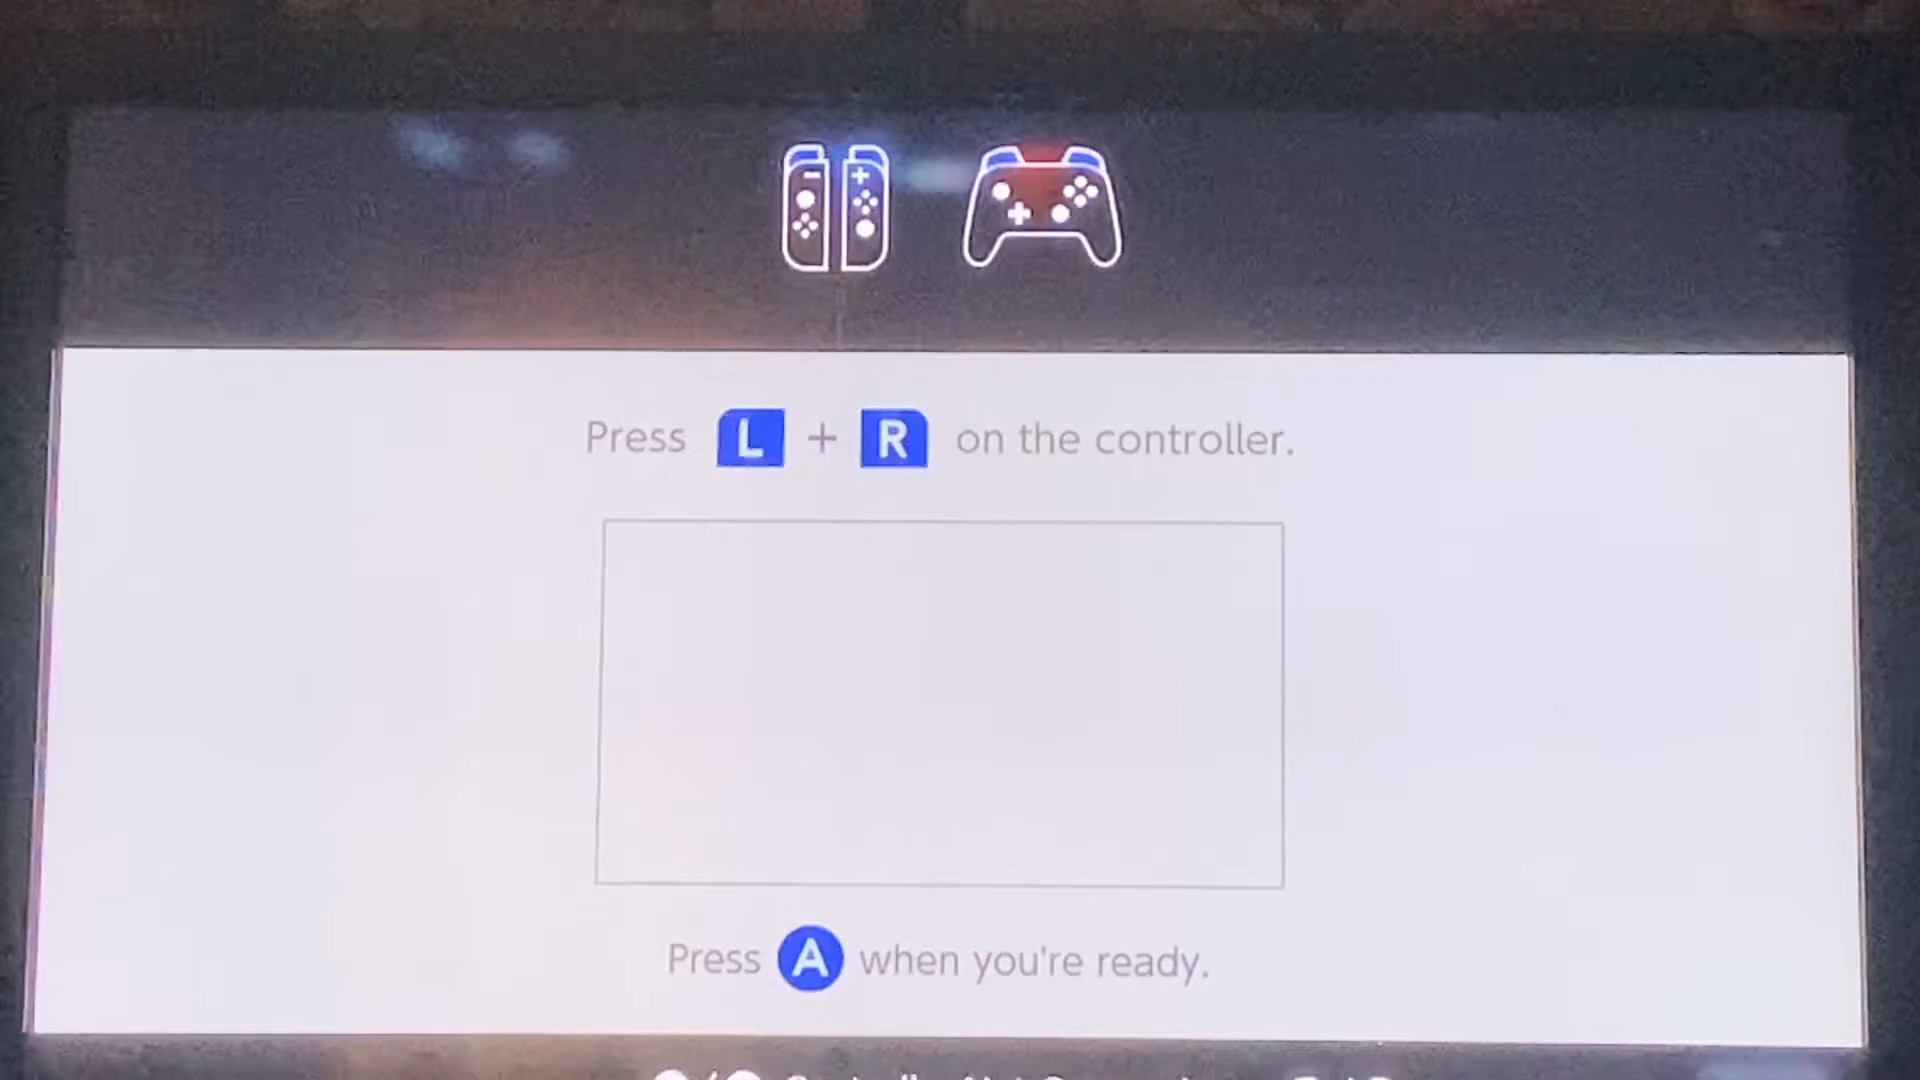 Press L + R on the controller.
Press A when you're ready.